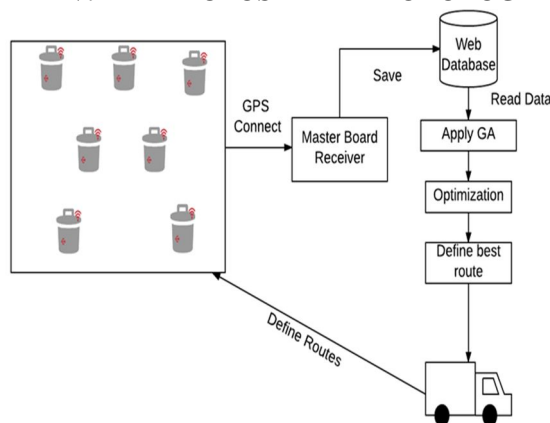 GPS
Connect
Master Board
Receiver
Save
Web
Database
Read Data
Apply GA
Optimization
Define best
route
Define Routes